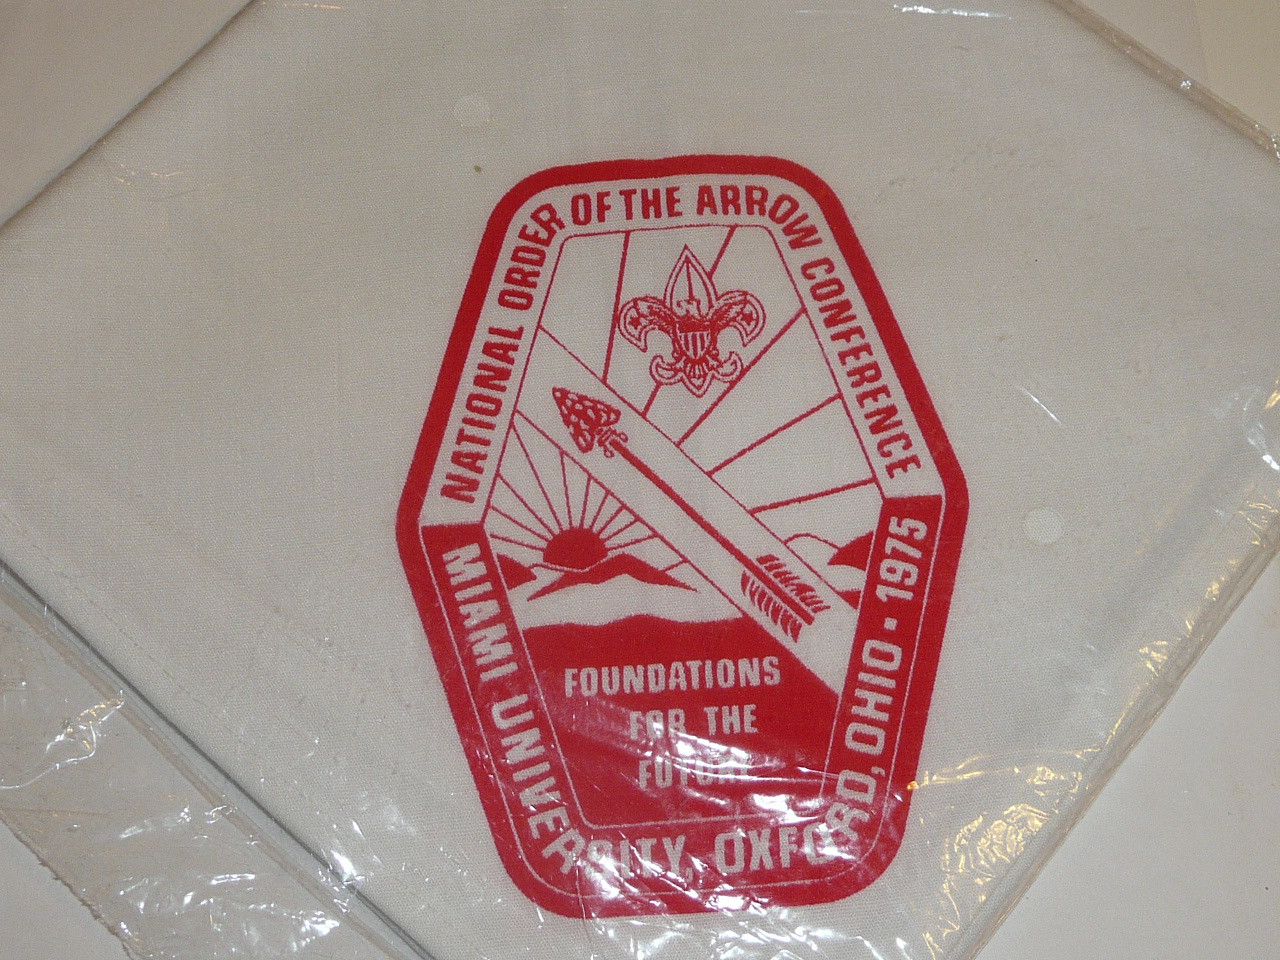 NATIONAL ORDER OF THE ARROW CONFERENCE
FOUNDATIONS
FOR THE
FUTURE
MIAMI UNIVERSITY, OXFORD, OHIO • 1975